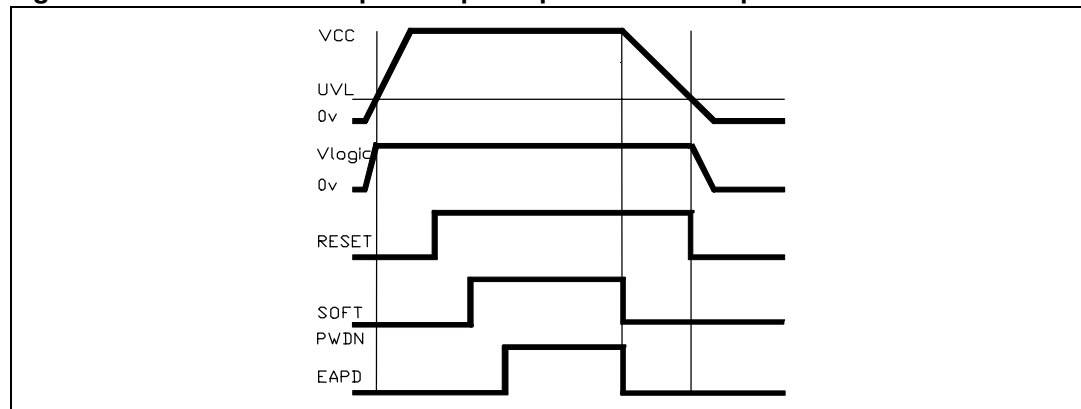 VCC
UVL
0v
Vlogic
0v
RESET
SOFT
PWDN
EAPD